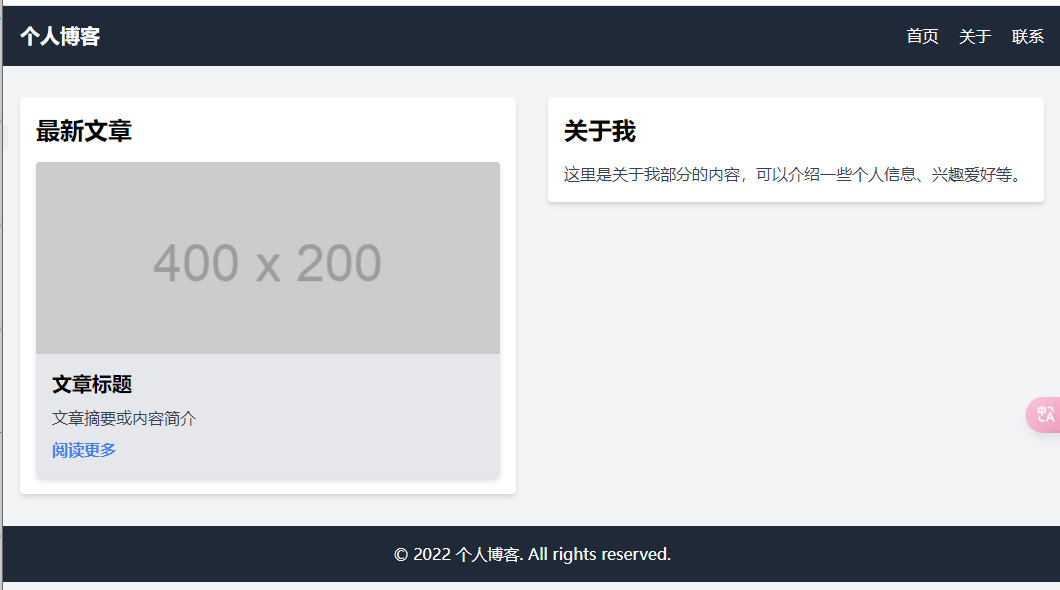 个人博客
首页 关于 联系
最新文章
400 x 200
文章标题
文章摘要或内容简介
阅读更多
关于我
这里是关于我部分的内容，可以介绍一些个人信息、兴趣爱好等。
中A
© 2022 个人博客. All rights reserved.